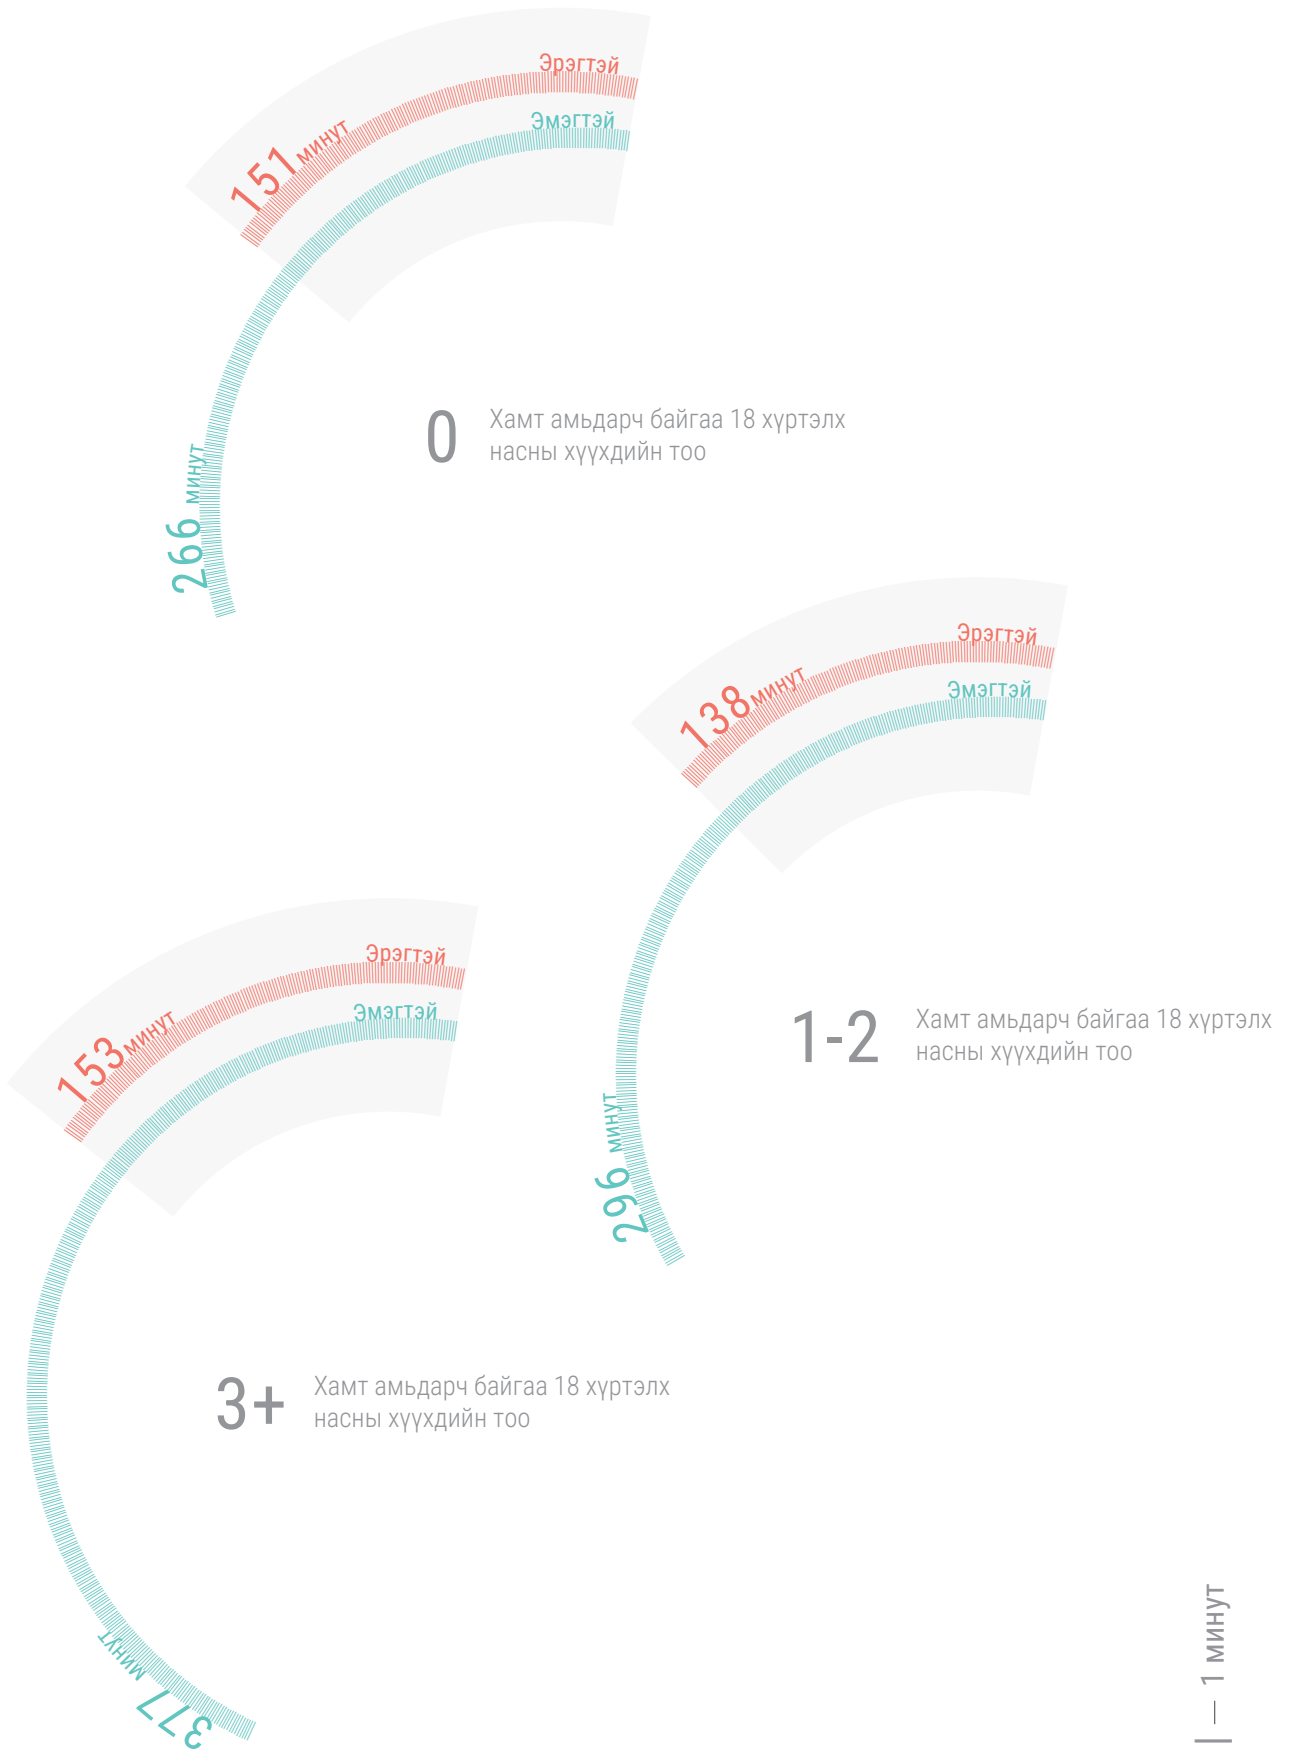 Эрэгтэй
Эмэгтэй
151 минут
266 минут
0
Хамт амьдарч байгаа 18 хүртэлх
насны хүүхдийн тоо
Эрэгтэй
Эмэгтэй
138 минут
296 минут
1-2
Хамт амьдарч байгаа 18 хүртэлх
насны хүүхдийн тоо
Эрэгтэй
Эмэгтэй
153 минут
377 минут
3+
Хамт амьдарч байгаа 18 хүртэлх
насны хүүхдийн тоо
1 минут